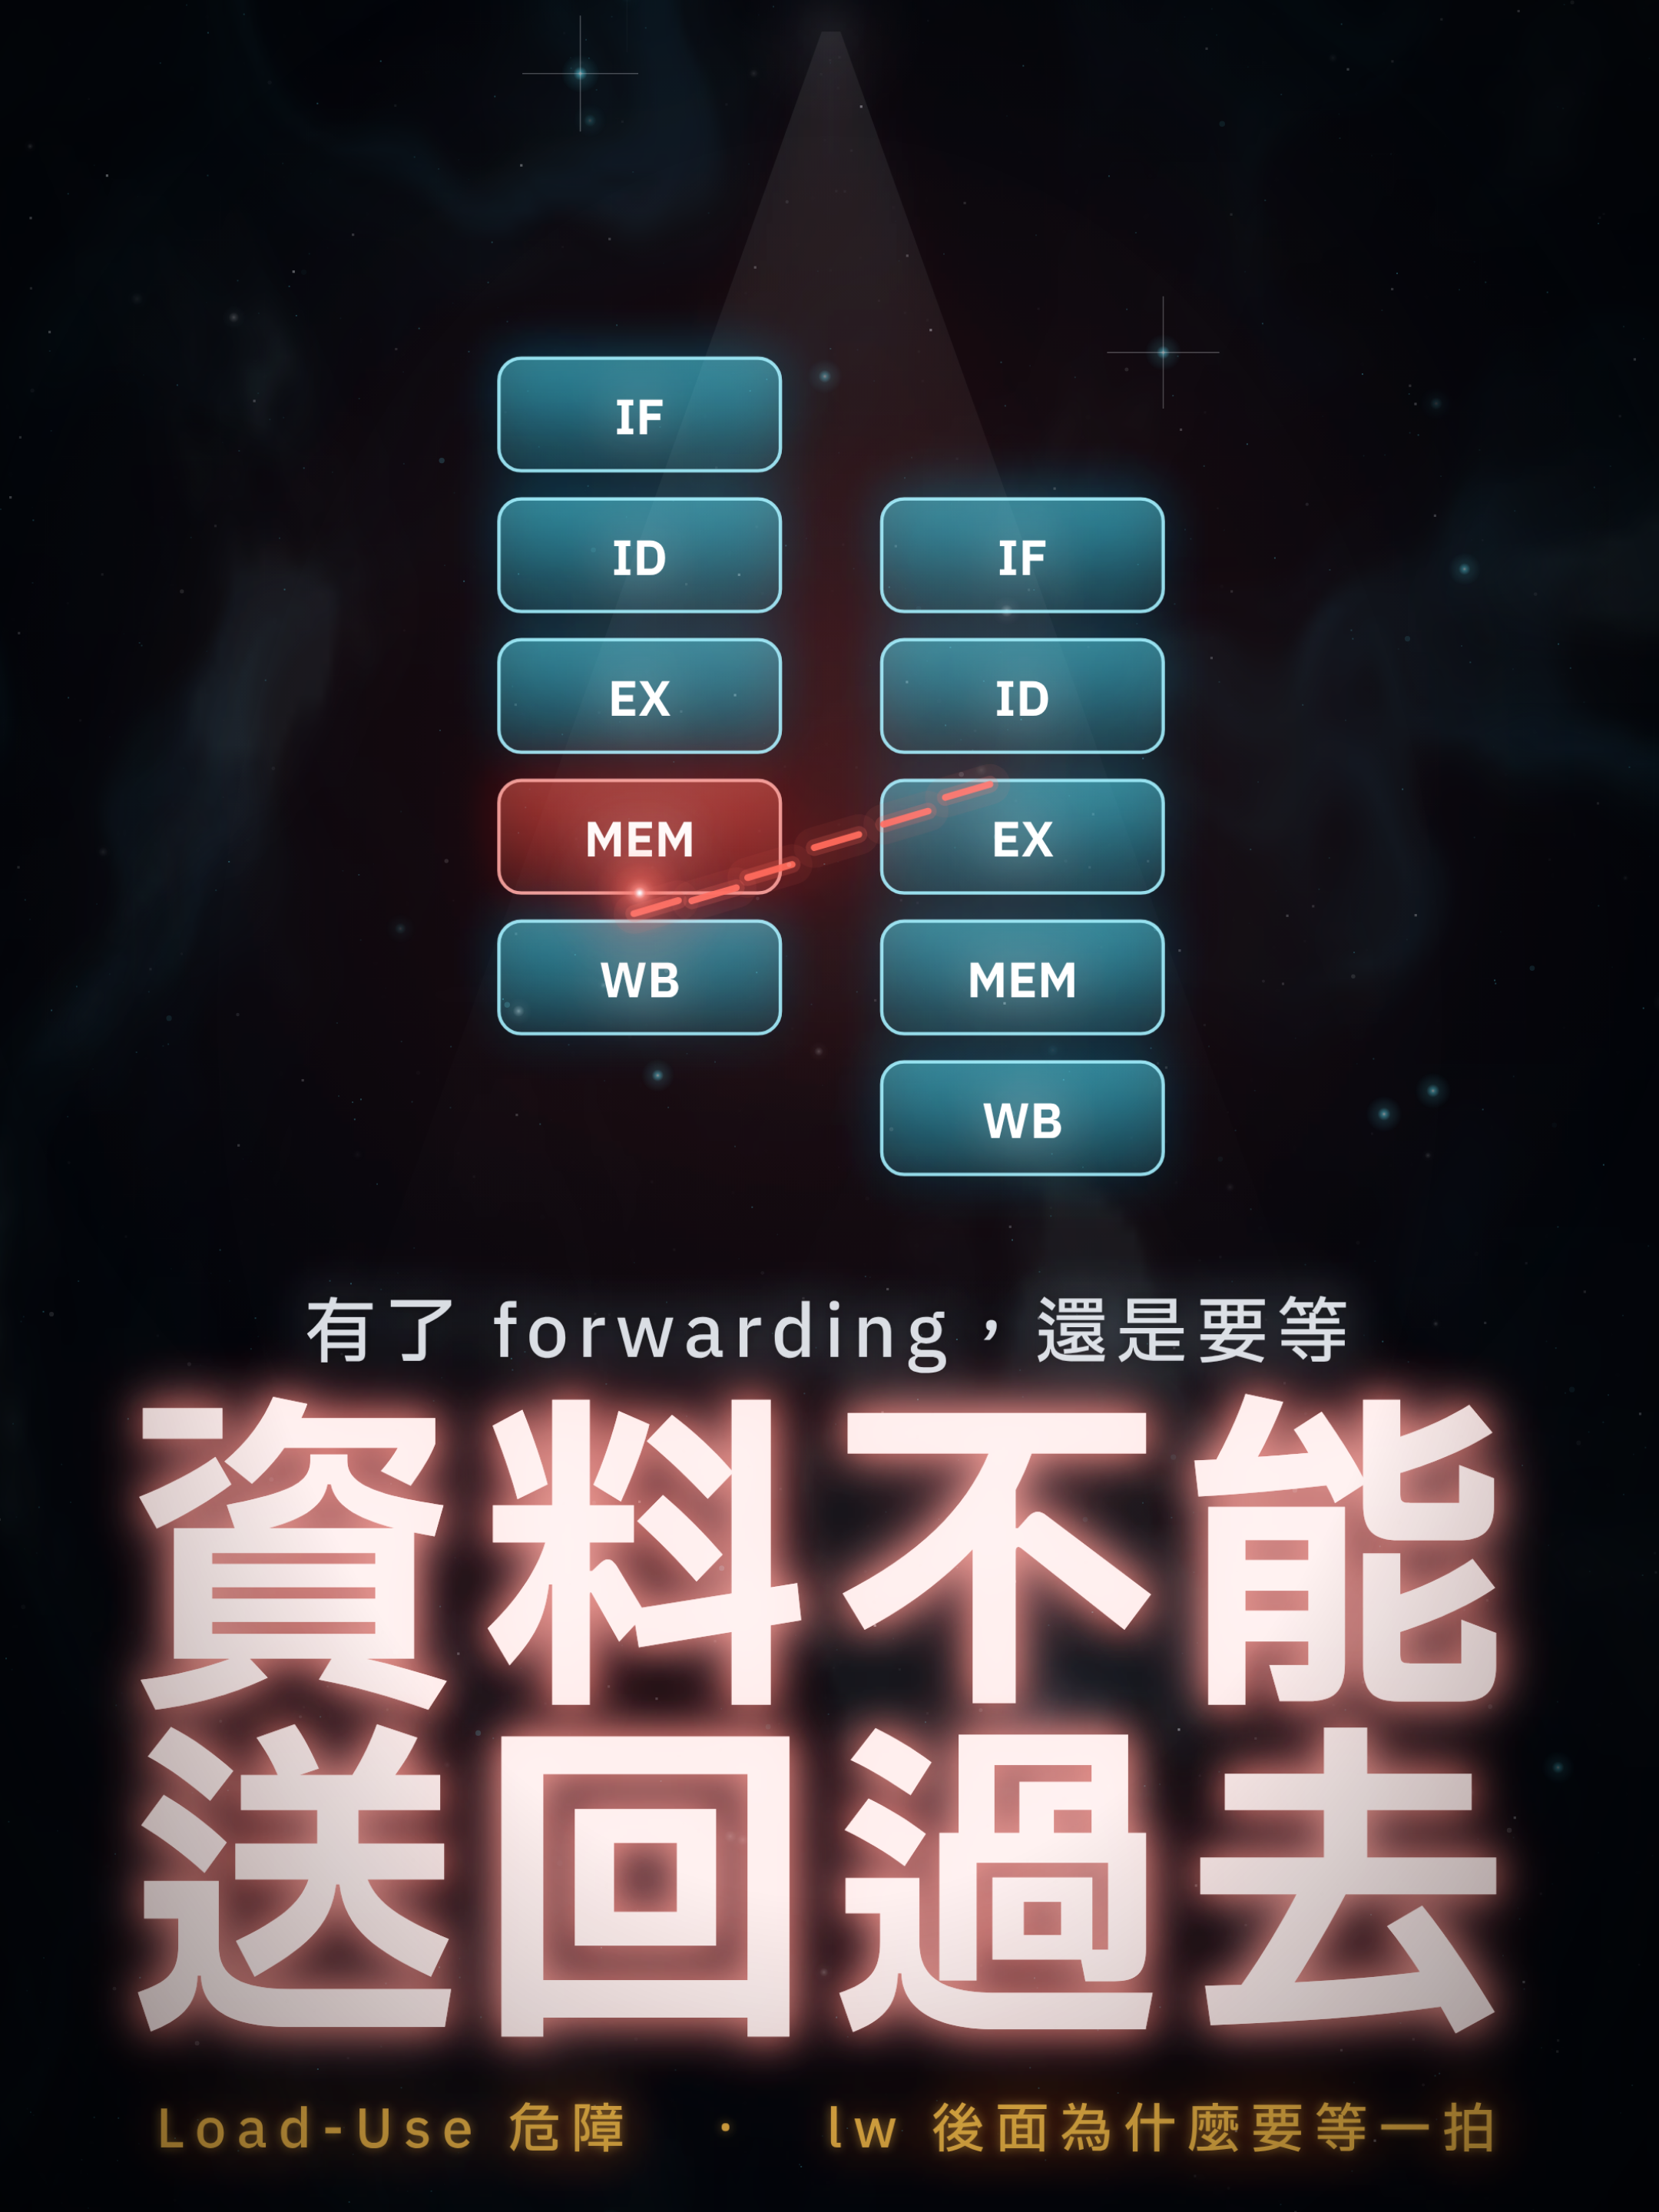 IF
ID
EX
MEM
WB
IF
ID
EX
MEM
WB
有了 forwarding，還是要等
資料不能
送回過去
Load-Use 危障 · lw 後面為什麼要等一拍